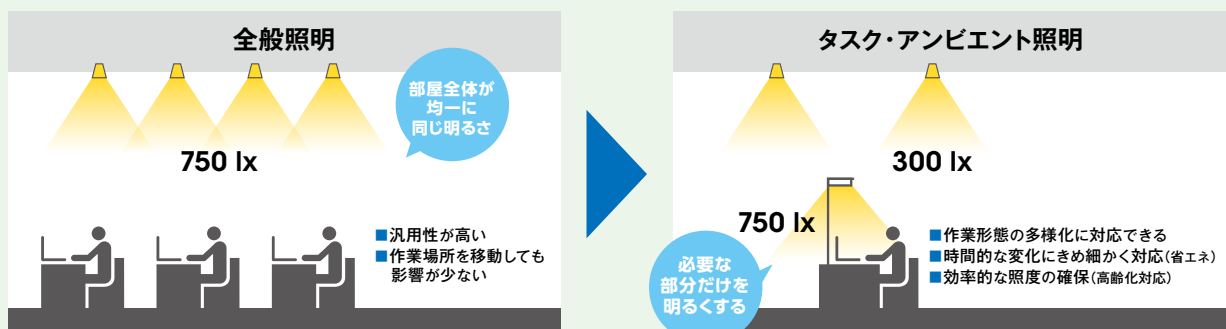 全般照明
部屋全体が
均一に
同じ明るさ
750 lx
■汎用性が高い
■作業場所を移動しても
影響が少ない
タスク・アンビエント照明
300 lx
750 lx
必要な
部分だけを
明るくする
■作業形態の多様化に対応できる
■時間的な変化にきめ細かく対応(省エネ)
■効率的な照度の確保(高齢化対応)